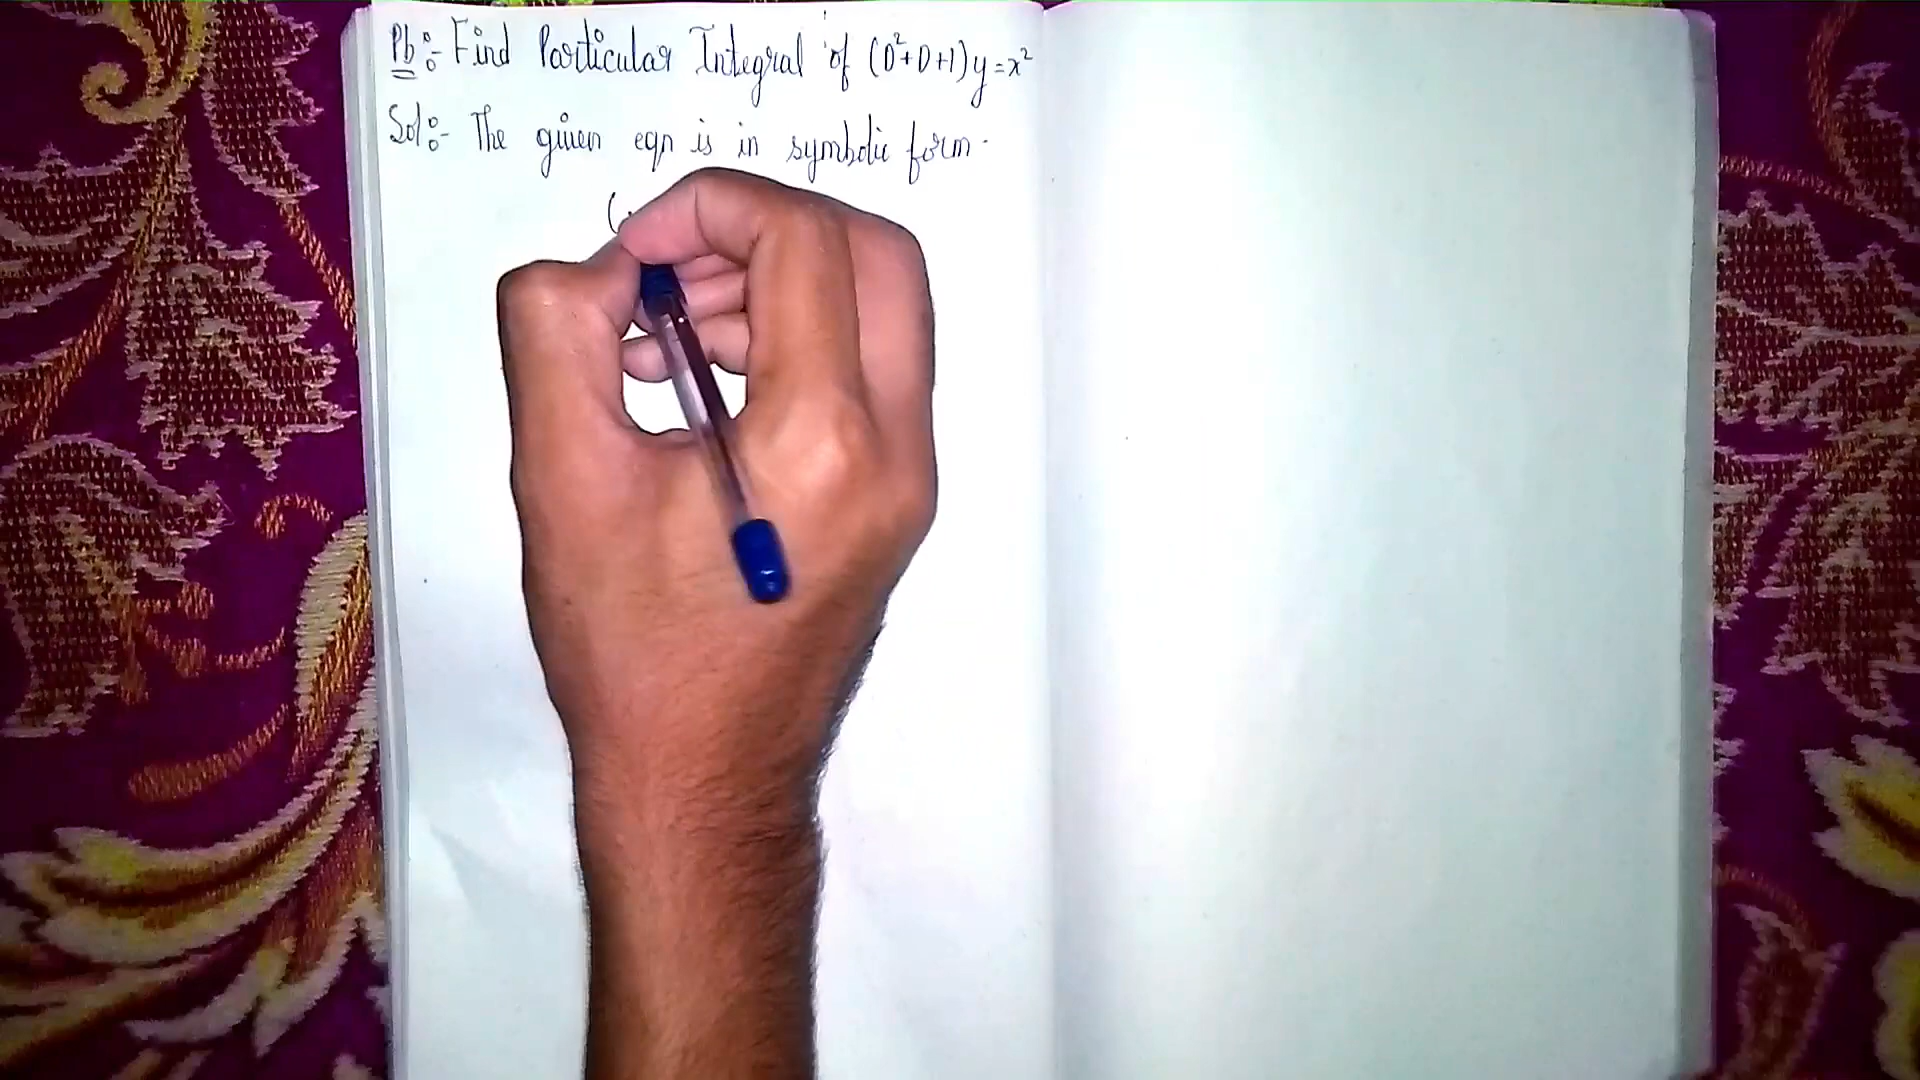 Pb:- Find Particular Integral of (D²+D+1)y=x²
Sol:- The given eqn is in symbolic form.
(